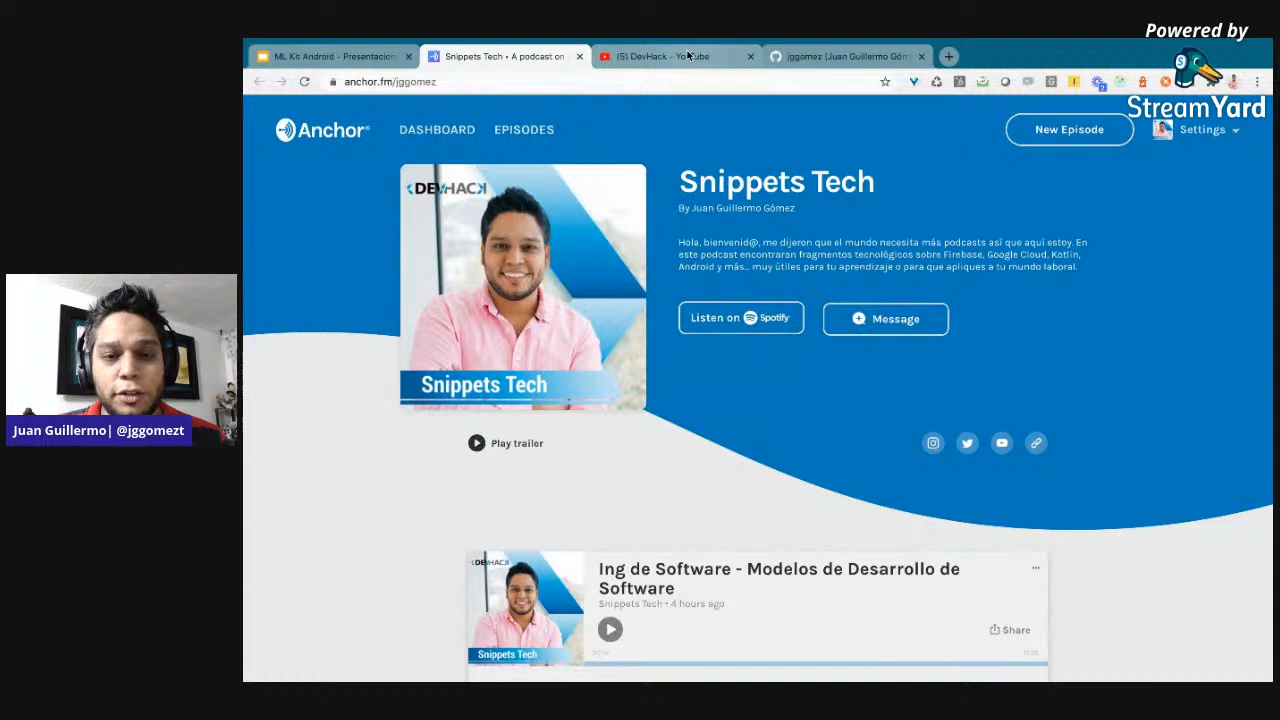 Powered by
StreamYard
ML Kit Android - Presentacion
Snippets Tech • A podcast on
(5) DevHack - YouTube
jggomez (Juan Guillermo Góm
anchor.fm/jggomez
Anchor
DASHBOARD
EPISODES
New Episode
Settings
DEVHACK
Snippets Tech
Snippets Tech
By Juan Guillermo Gómez
Hola, bienvenid@, me dijeron que el mundo necesita más podcasts así que aquí estoy. En
este podcast encontraran fragmentos tecnológicos sobre Firebase, Google Cloud, Kotlin,
Android y más... muy útiles para tu aprendizaje o para que apliques a tu mundo laboral.
Listen on Spotify
Message
Juan Guillermo| @jggomezt
Play trailer
DEVHACK
Snippets Tech
Ing de Software - Modelos de Desarrollo de
Software
Snippets Tech • 4 hours ago
Share